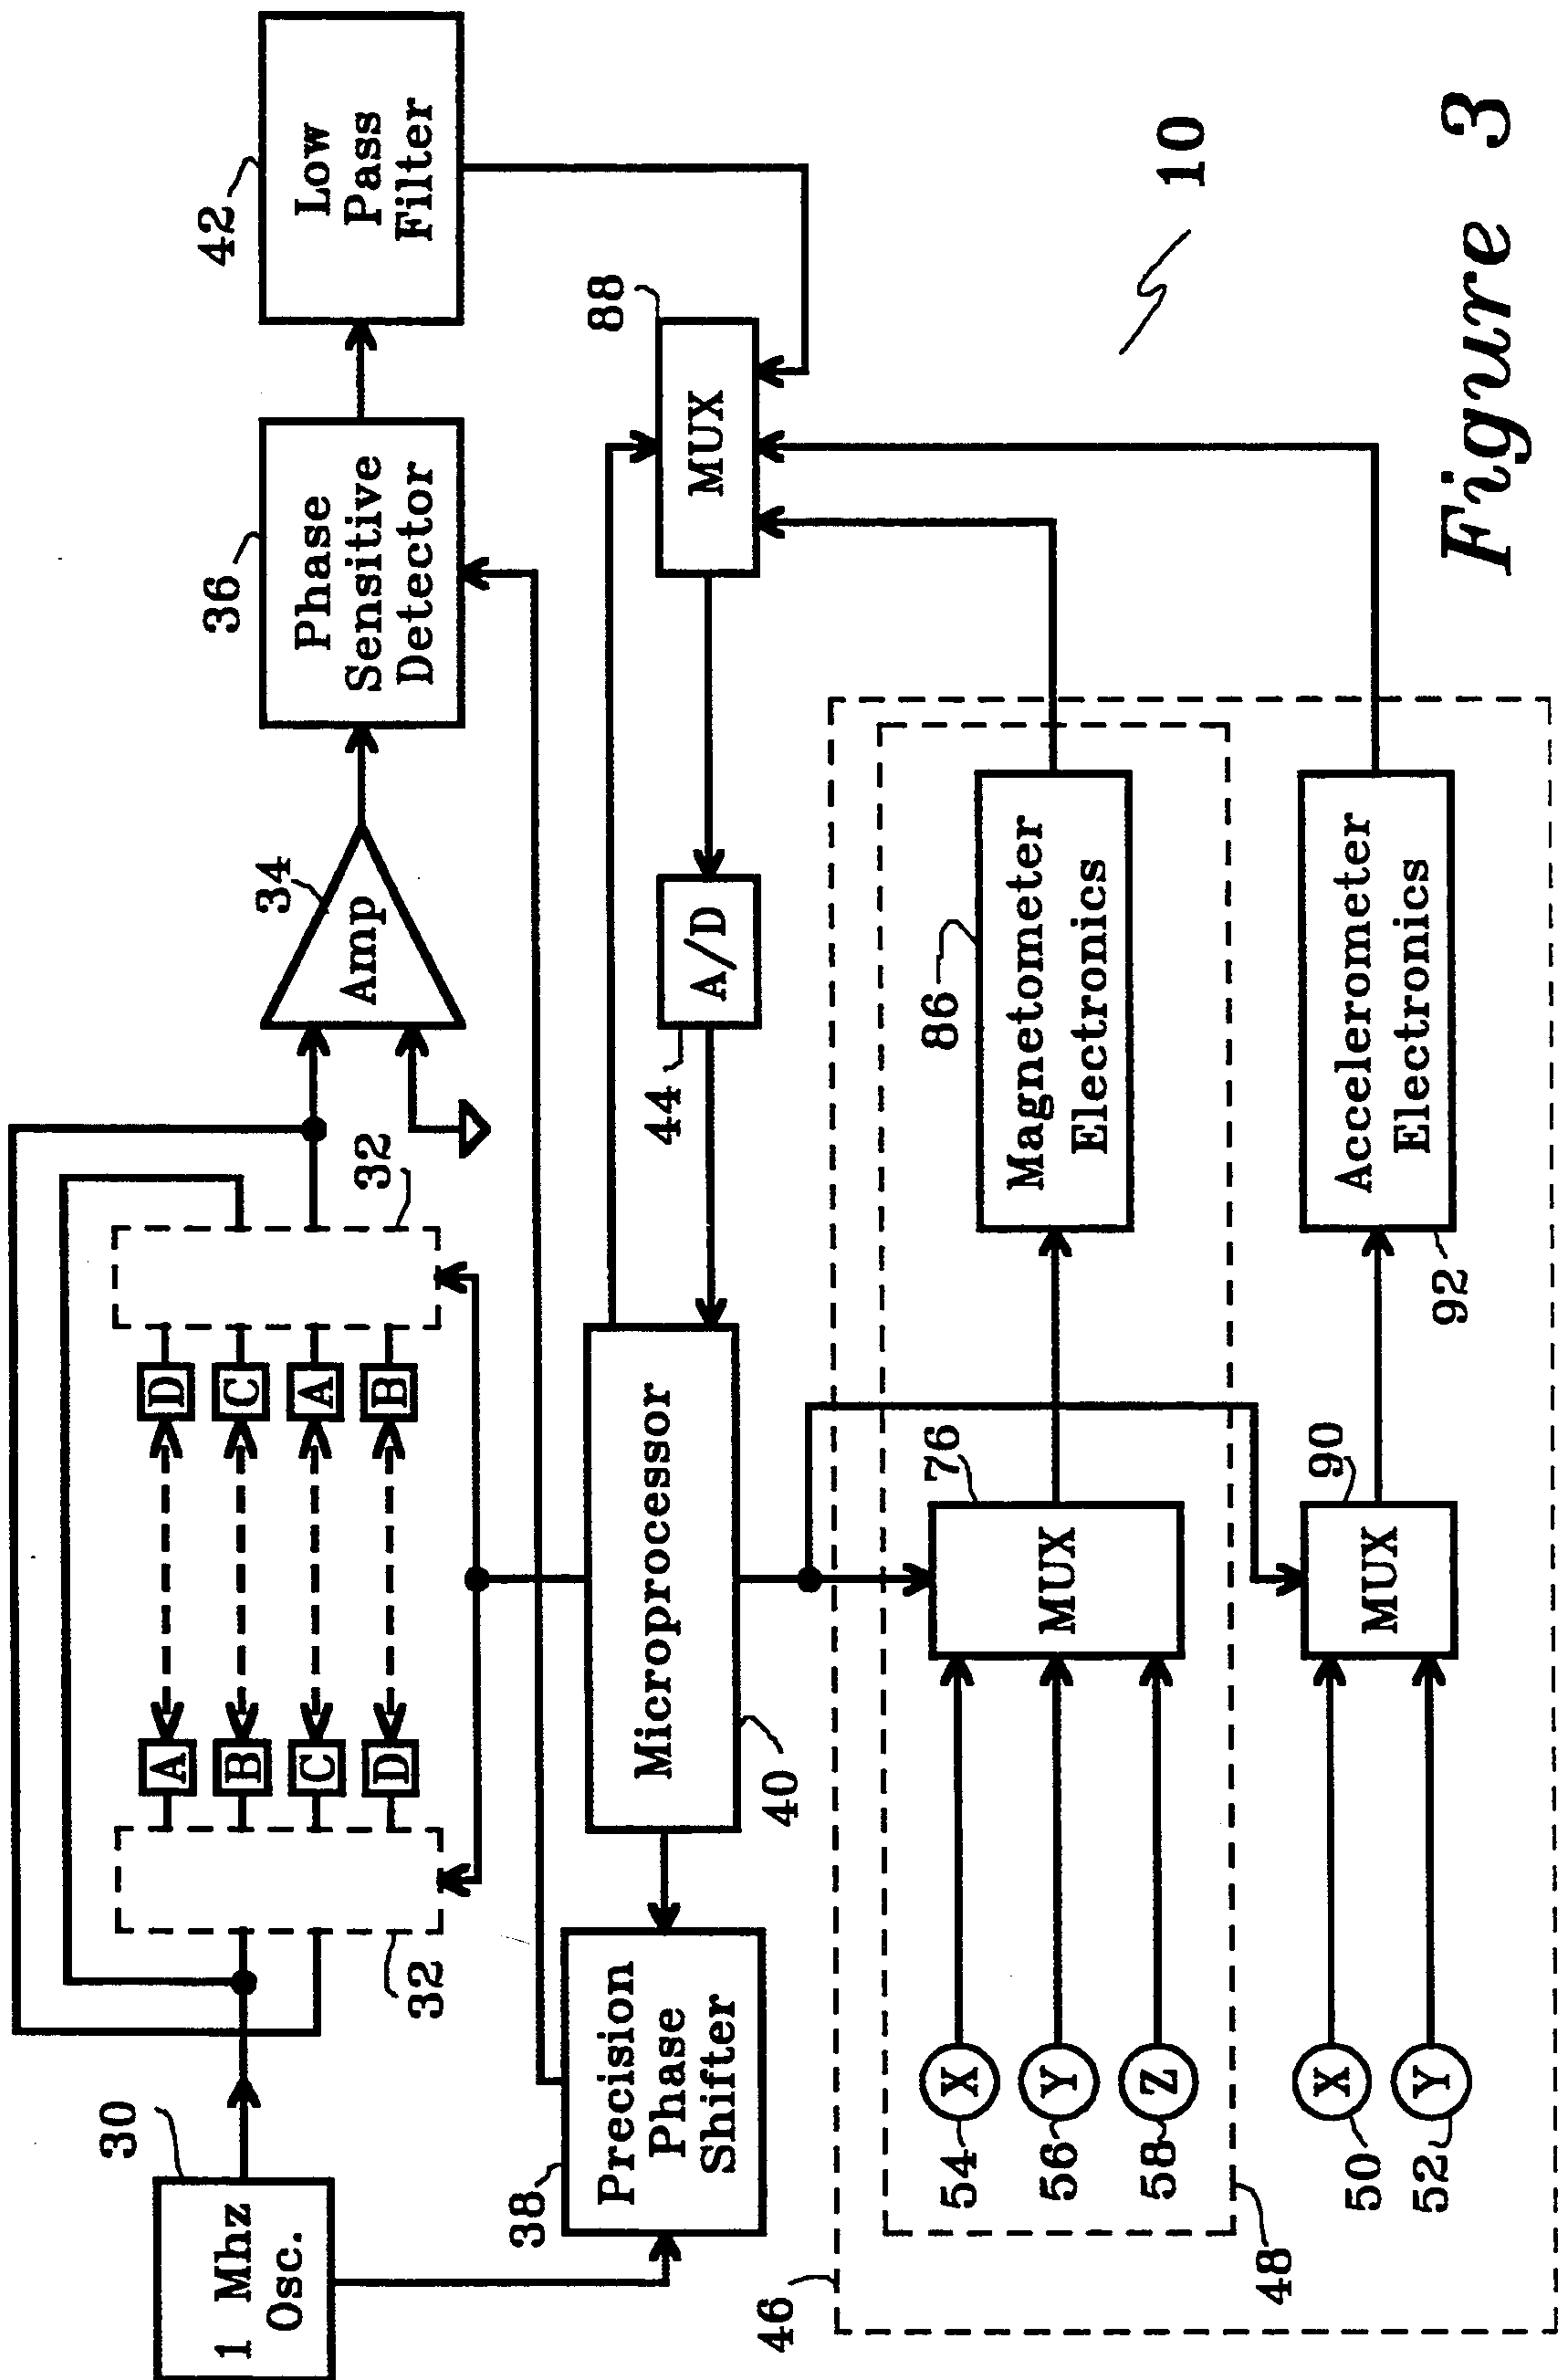 30
1 Mhz
Osc.
32
A
B
C
D
D
C
A
B
32
34
Amp
36
Phase
Sensitive
Detector
42
Low
Pass
Filter
38
Precision
Phase
Shifter
Microprocessor
40
A/D
44
MUX
88
46
48
X
54
Y
56
Z
58
MUX
76
Magnetometer
Electronics
86
X
50
Y
52
MUX
90
Accelerometer
Electronics
92
10
Figure 3